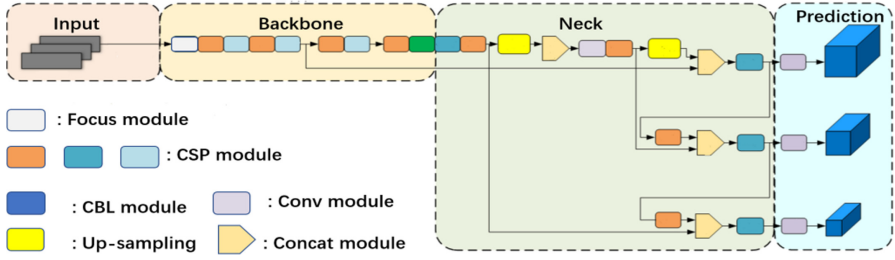 Input
Backbone
Neck
Prediction
: Focus module
: CSP module
: CBL module
: Conv module
: Up-sampling
: Concat module